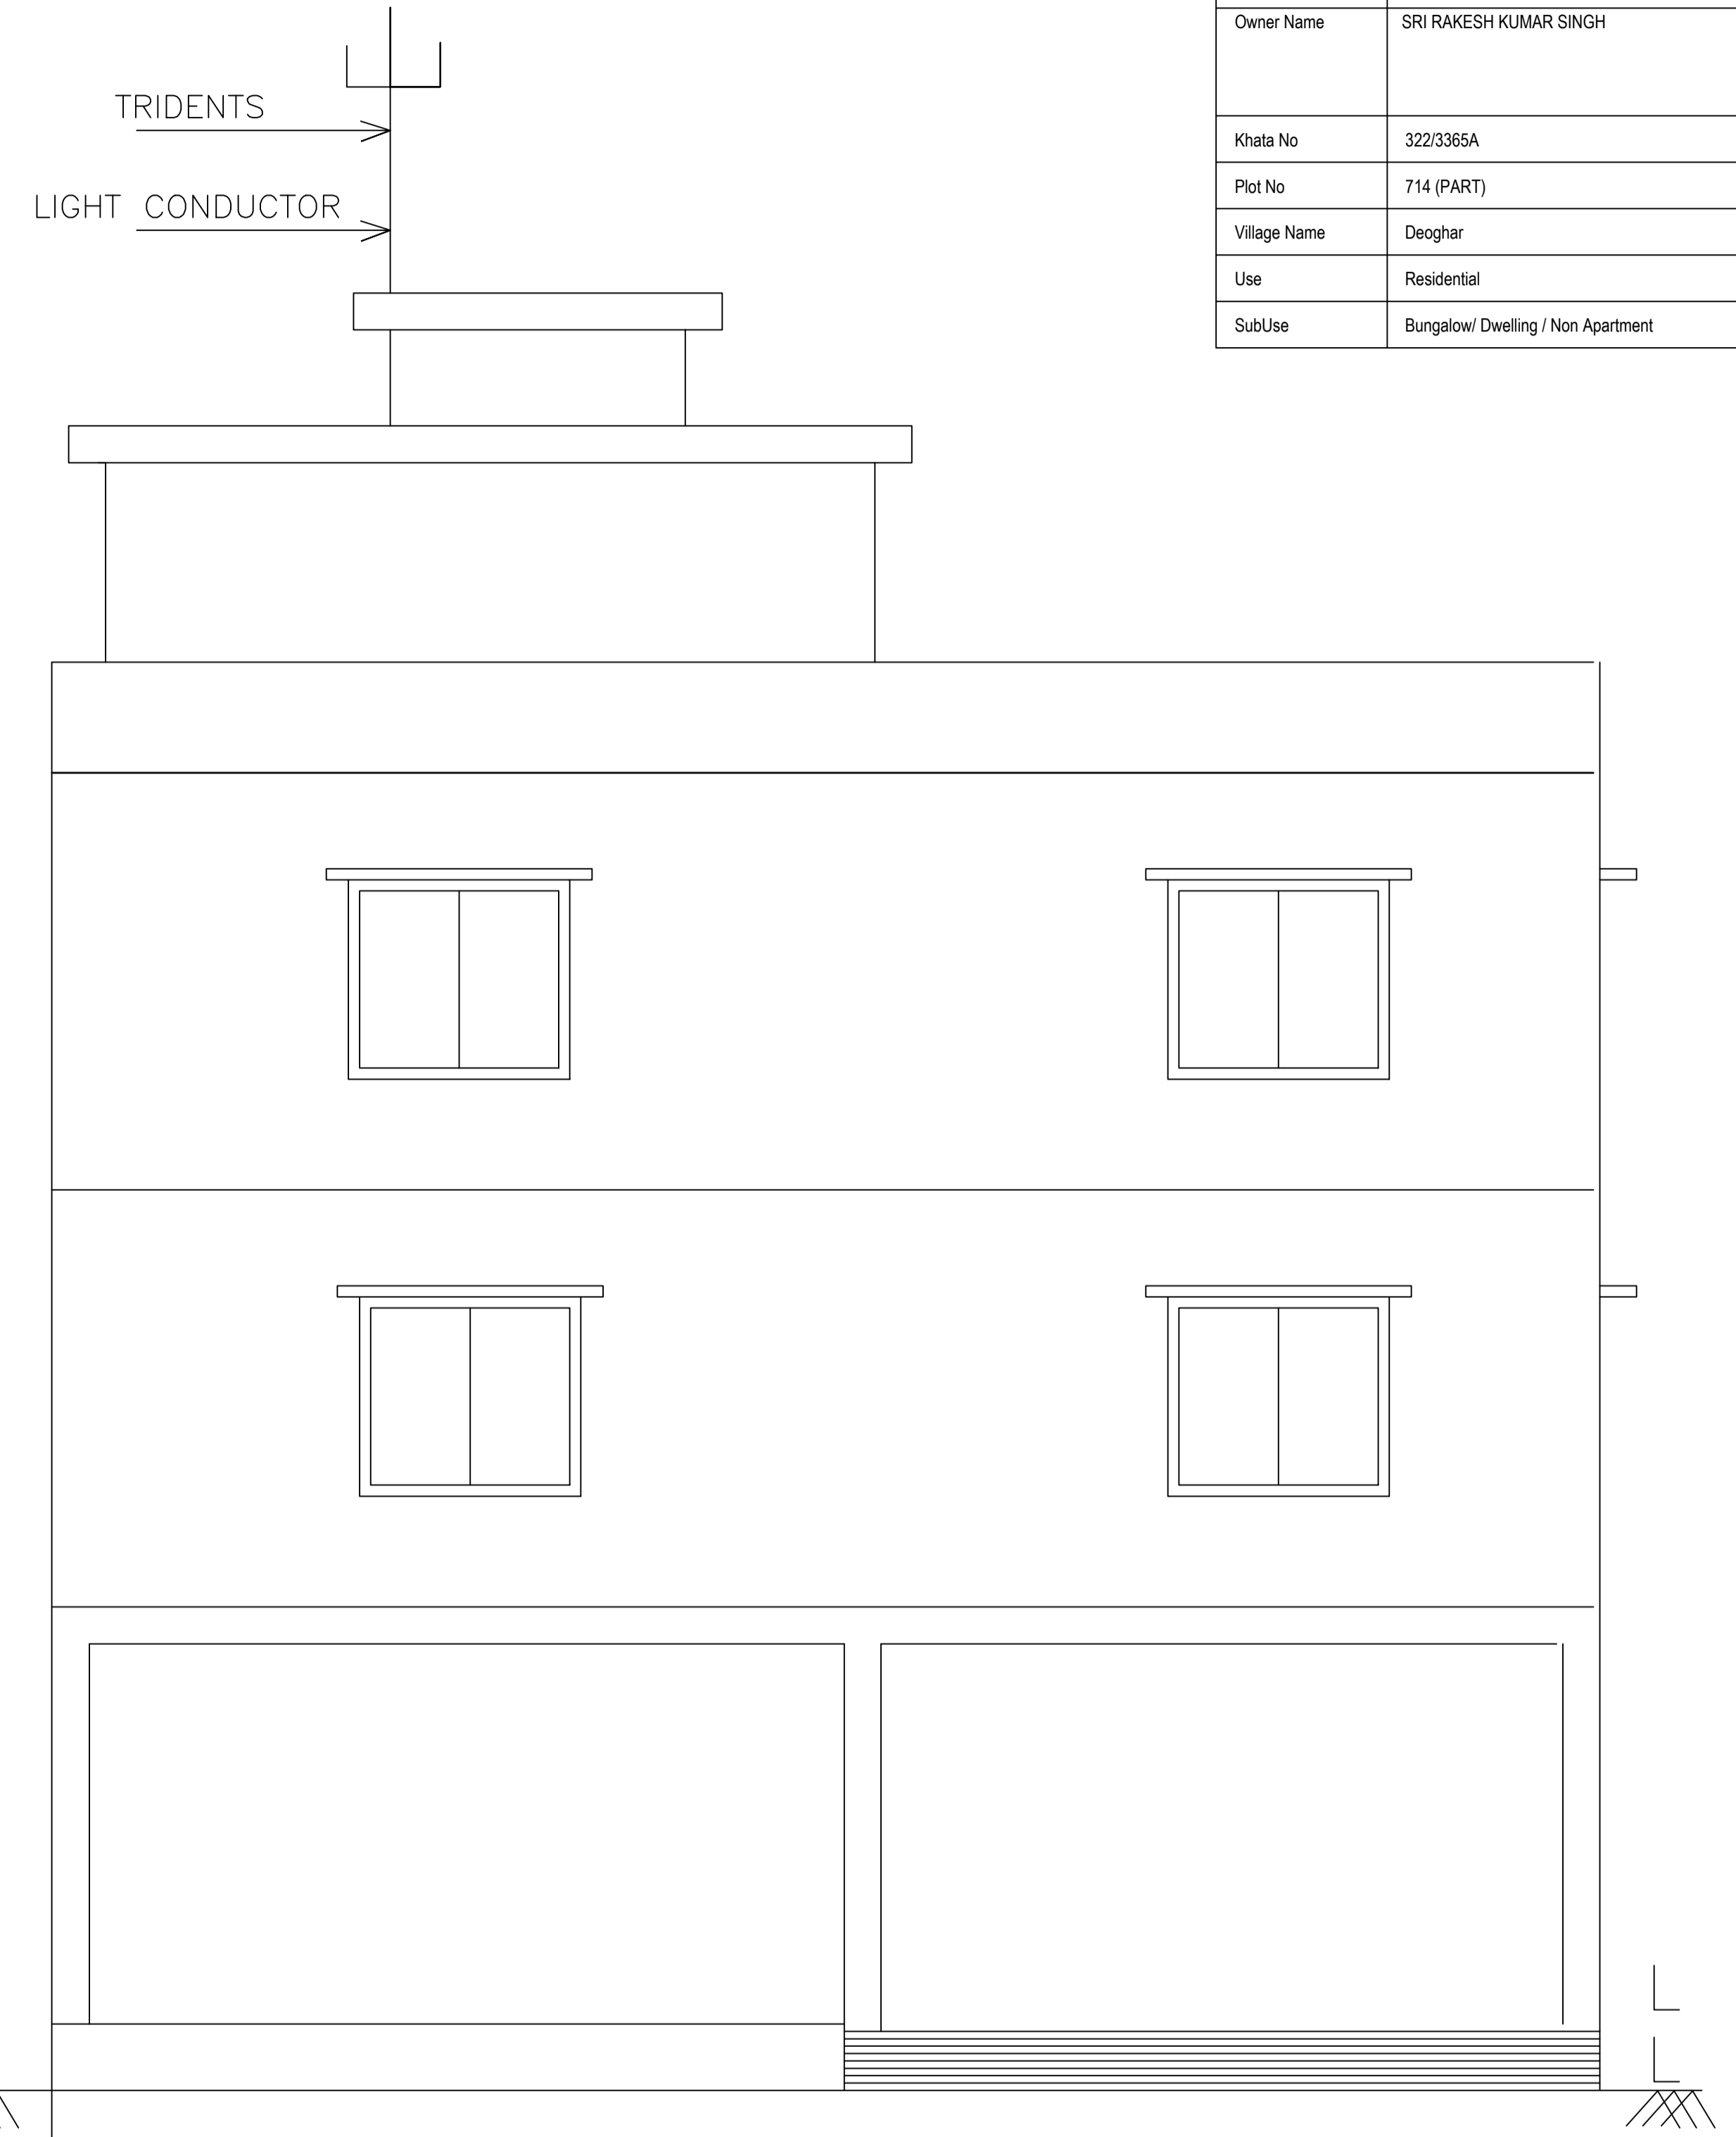 TRIDENTS
LIGHT CONDUCTOR
Owner Name SRI RAKESH KUMAR SINGH
Khata No 322/3365A
Plot No 714 (PART)
Village Name Deoghar
Use Residential
SubUse Bungalow/ Dwelling / Non Apartment